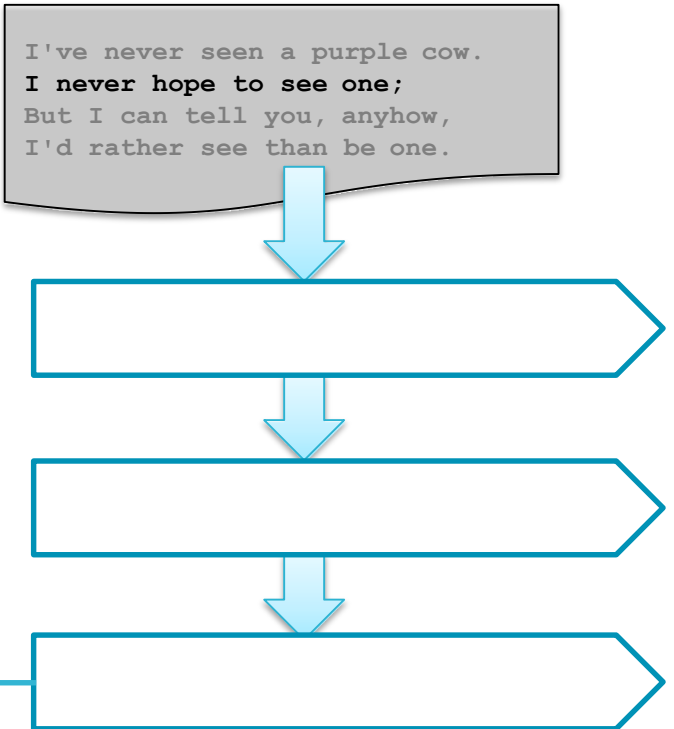 I've never seen a purple cow.
I never hope to see one;
But I can tell you, anyhow,
I'd rather see than be one.